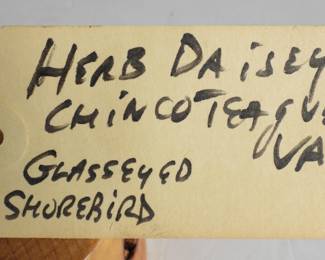 HERB DAISEY
CHINCOTEAGUE
VA
GLASSEYED
SHOREBIRD